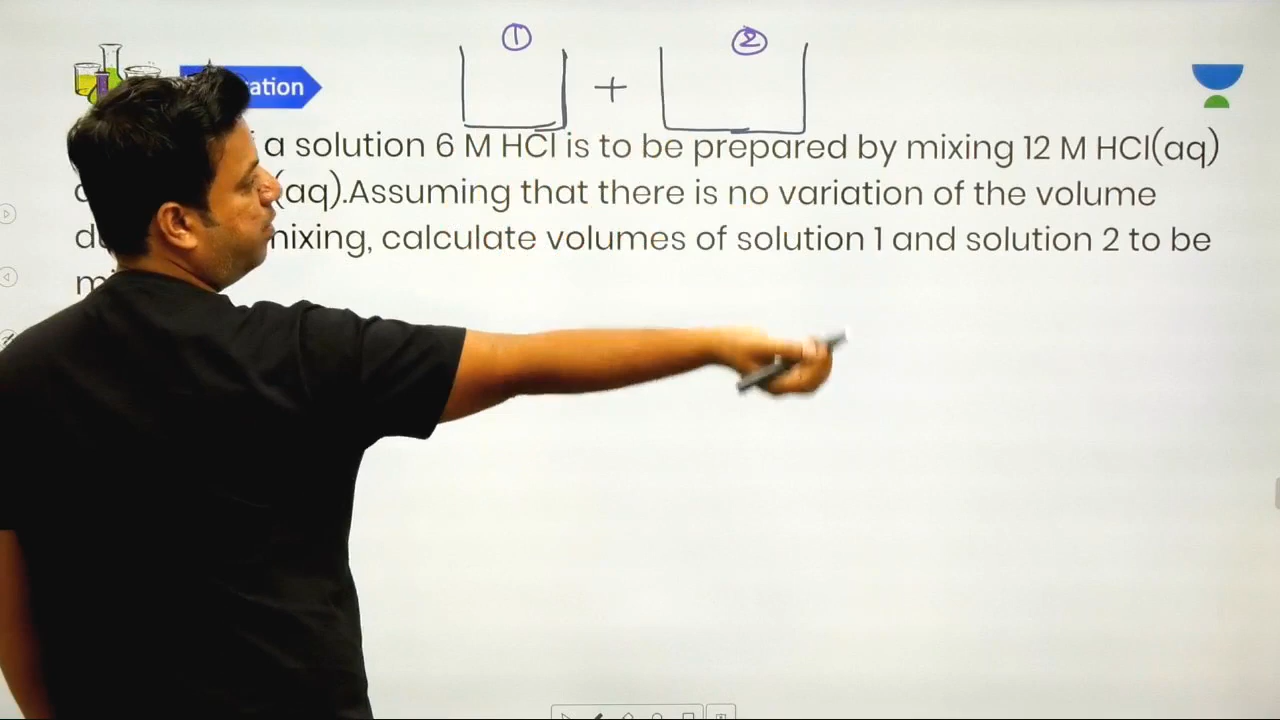 ① ②
+
ation
a solution 6 M HCl is to be prepared by mixing 12 M HCl(aq)
(aq).Assuming that there is no variation of the volume
mixing, calculate volumes of solution 1 and solution 2 to be